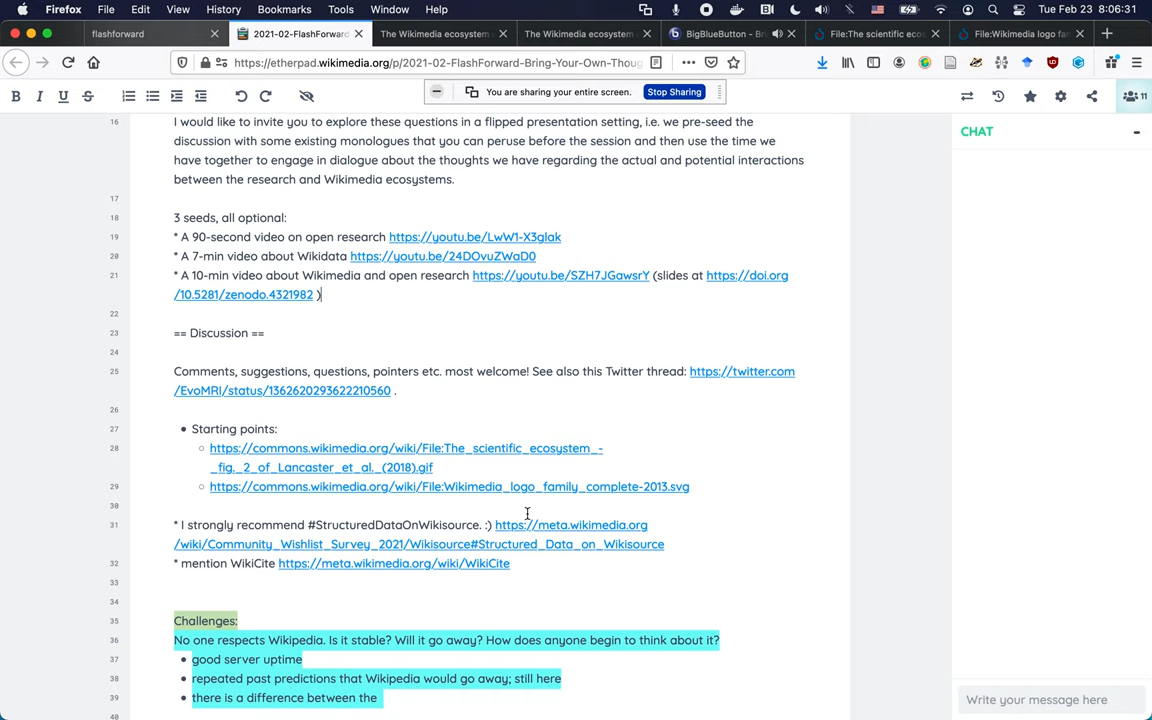 Firefox File Edit View History Bookmarks Tools Window Help Tue Feb 23 8:06:31
flashforward
2021-02-FlashForward-
The Wikimedia ecosystem
The Wikimedia ecosystem
BigBlueButton - Bri
File:The scientific eco
File:Wikimedia logo fa
https://etherpad.wikimedia.org/p/2021-02-FlashForward-Bring-Your-Own-Thoug
You are sharing your entire screen. Stop Sharing
11
CHAT
16 I would like to invite you to explore these questions in a flipped presentation setting, i.e. we pre-seed the
discussion with some existing monologues that you can peruse before the session and then use the time we
have together to engage in dialogue about the thoughts we have regarding the actual and potential interactions
between the research and Wikimedia ecosystems.
17
18 3 seeds, all optional:
19 * A 90-second video on open research https://youtu.be/LwW1-X3glak
20 * A 7-min video about Wikidata https://youtu.be/24DOvuZWaD0
21 * A 10-min video about Wikimedia and open research https://youtu.be/SZH7JGawsrY (slides at https://doi.org
/10.5281/zenodo.4321982 )
22
23 == Discussion ==
24
25 Comments, suggestions, questions, pointers etc. most welcome! See also this Twitter thread: https://twitter.com
/EvoMRI/status/1362620293622210560 .
26
27 • Starting points:
28 ○ https://commons.wikimedia.org/wiki/File:The_scientific_ecosystem_-
_fig._2_of_Lancaster_et_al._(2018).gif
29 ○ https://commons.wikimedia.org/wiki/File:Wikimedia_logo_family_complete-2013.svg
30
31 * I strongly recommend #StructuredDataOnWikisource. :) https://meta.wikimedia.org
/wiki/Community_Wishlist_Survey_2021/Wikisource#Structured_Data_on_Wikisource
32 * mention WikiCite https://meta.wikimedia.org/wiki/WikiCite
33
34
35 Challenges:
36 No one respects Wikipedia. Is it stable? Will it go away? How does anyone begin to think about it?
37 • good server uptime
38 • repeated past predictions that Wikipedia would go away; still here
39 • there is a difference between the
40
Write your message here